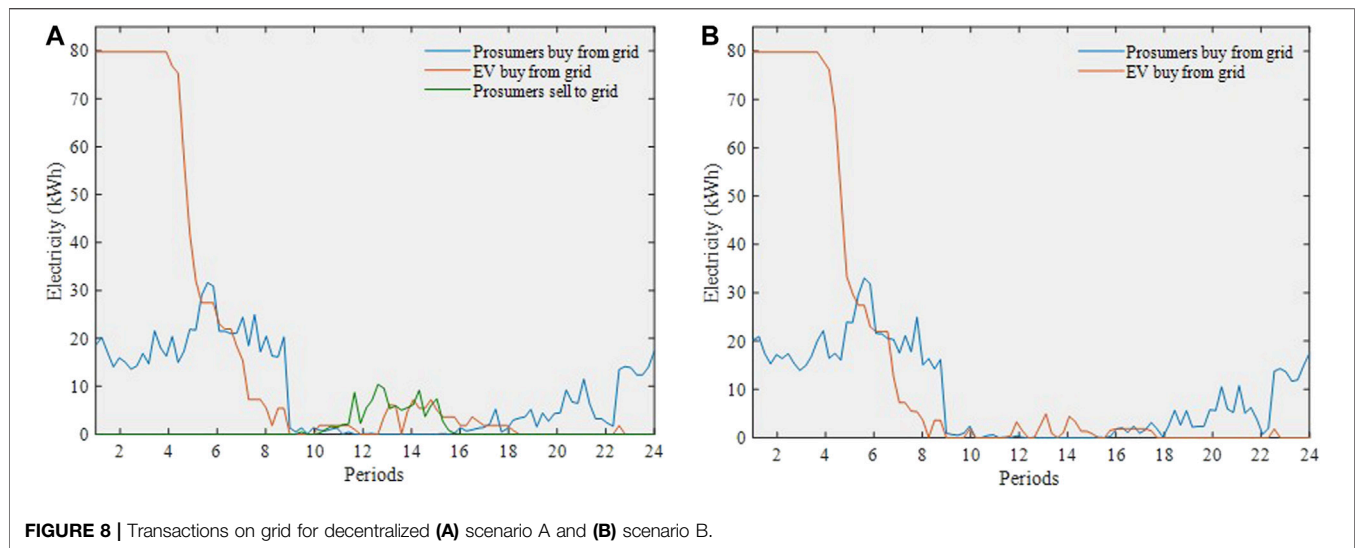 A
Prosumers buy from grid
EV buy from grid
Prosumers sell to grid
Electricity (kWh)
80
70
60
50
40
30
20
10
0
2 4 6 8 10 12 14 16 18 20 22 24
Periods
B
Prosumers buy from grid
EV buy from grid
Electricity (kWh)
80
70
60
50
40
30
20
10
0
2 4 6 8 10 12 14 16 18 20 22 24
Periods
FIGURE 8 | Transactions on grid for decentralized (A) scenario A and (B) scenario B.